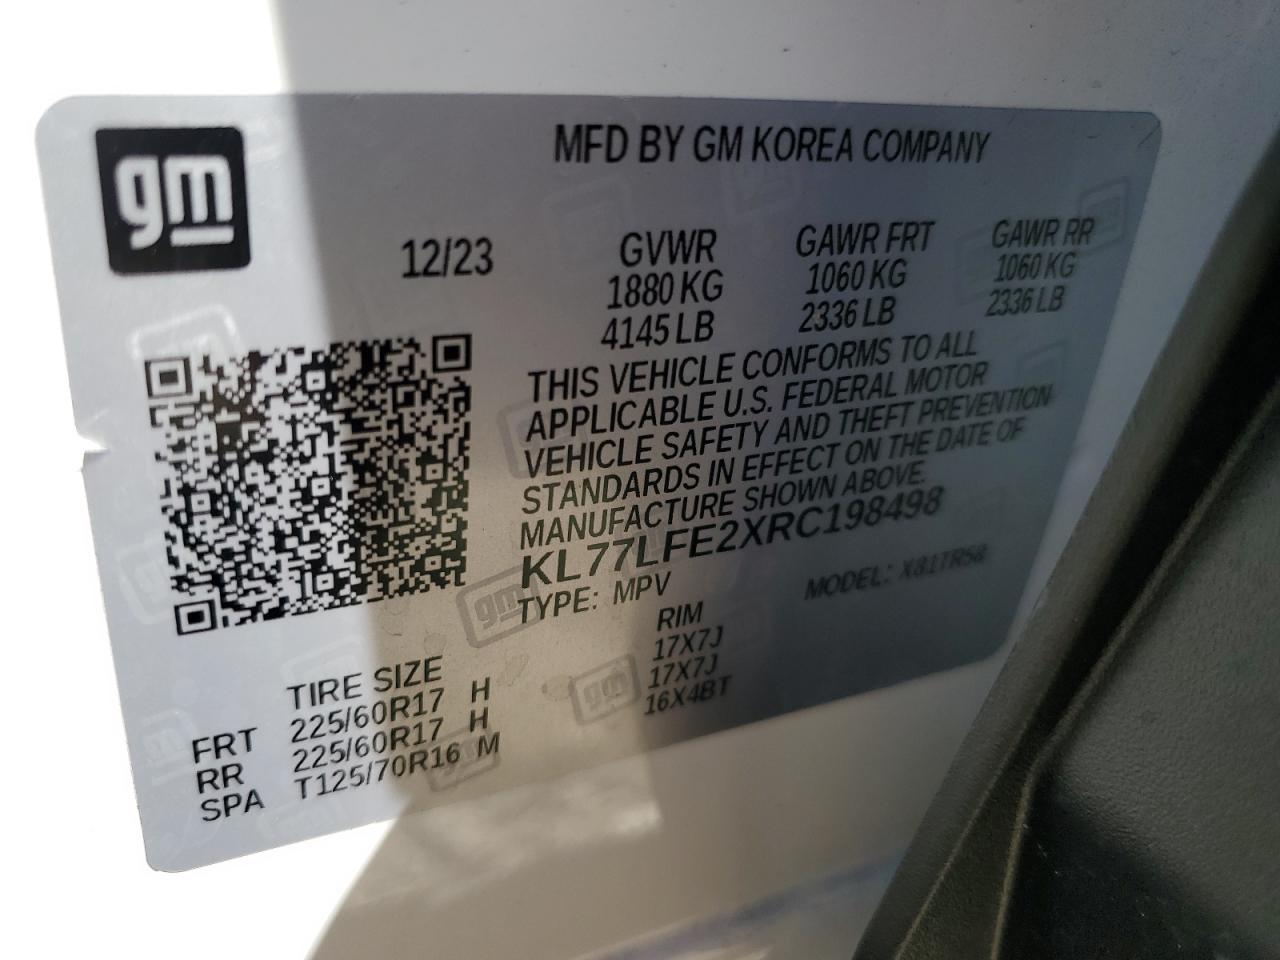 gm
MFD BY GM KOREA COMPANY
12/23
GVWR GAWR FRT GAWR RR
1880 KG 1060 KG 1060 KG
4145 LB 2336 LB 2336 LB
THIS VEHICLE CONFORMS TO ALL
APPLICABLE U.S. FEDERAL MOTOR
VEHICLE SAFETY AND THEFT PREVENTION
STANDARDS IN EFFECT ON THE DATE OF
MANUFACTURE SHOWN ABOVE.
KL77LFE2XRC198498
TYPE: MPV MODEL: X81TR58
TIRE SIZE RIM
FRT 225/60R17 H 17X7J
RR 225/60R17 H 17X7J
SPA T125/70R16 M 16X4BT